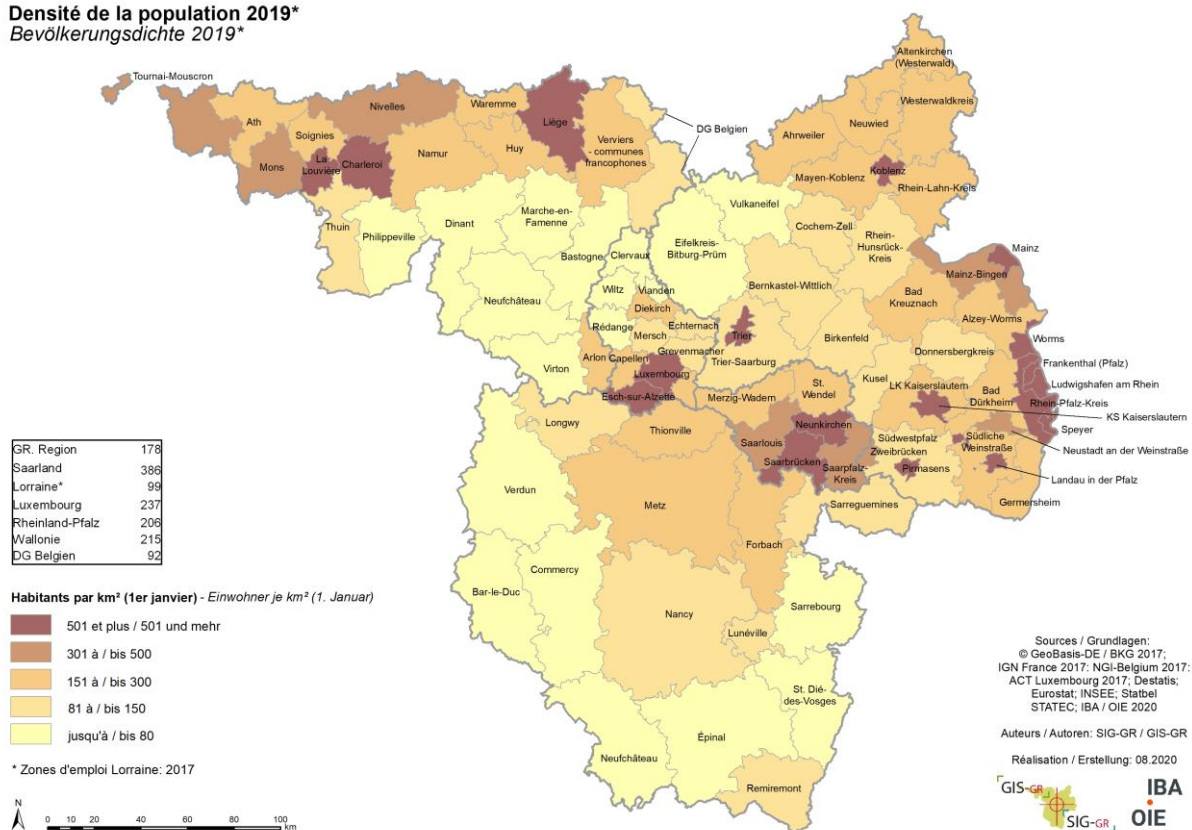 Densité de la population 2019*
Bevölkerungsdichte 2019*
Tournai-Mouscron
Ath
Nivelles
Waremme
Liège
DG Belgien
Soignies
Mons
La
Louvière
Charleroi
Namur
Huy
Verviers
- communes
francophones
Altenkirchen
(Westerwald)
Westerwaldkreis
Neuwied
Ahrweiler
Koblenz
Mayen-Koblenz
Rhein-Lahn-Kreis
Thuin
Philippeville
Dinant
Marche-en-
Famenne
Bastogne
Neufchâteau
Virton
Arlon
Vulkaneifel
Eifelkreis-
Bitburg-Prüm
Cochem-Zell
Rhein-
Hunsrück-
Kreis
Mainz
Mainz-Bingen
Bernkastel-Wittlich
Bad
Kreuznach
Alzey-Worms
Clervaux
Wiltz
Vianden
Diekirch
Rédange
Mersch
Echternach
Capellen
Grevenmacher
Luxembourg
Esch-sur-Alzette
Trier
Trier-Saarburg
Birkenfeld
Donnersbergkreis
Worms
Frankenthal (Pfalz)
Ludwigshafen am Rhein
Rhein-Pfalz-Kreis
KS Kaiserslautern
Speyer
Neustadt an der Weinstraße
Landau in der Pfalz
Kusel
LK Kaiserslautern
Bad
Dürkheim
St.
Wendel
Merzig-Wadern
Neunkirchen
Saarlouis
Saarbrücken
Saarpfalz-
Kreis
Südwestpfalz
Zweibrücken
Pirmasens
Südliche
Weinstraße
Germersheim
Longwy
Thionville
Verdun
Metz
Forbach
Sarreguemines
Bar-le-Duc
Commercy
Nancy
Lunéville
Sarrebourg
St. Dié-
des-Vosges
Neufchâteau
Épinal
Remiremont
GR. Region 178
Saarland 386
Lorraine* 99
Luxembourg 237
Rheinland-Pfalz 206
Wallonie 215
DG Belgien 92
Habitants par km² (1er janvier) - Einwohner je km² (1. Januar)
501 et plus / 501 und mehr
301 à / bis 500
151 à / bis 300
81 à / bis 150
jusqu'à / bis 80
* Zones d'emploi Lorraine: 2017
N
0 10 20 30 40 50 60 70 80 90 100
km
Sources / Grundlagen:
© GeoBasis-DE / BKG 2017;
IGN France 2017: NGI-Belgium 2017:
ACT Luxembourg 2017; Destatis;
Eurostat; INSEE; Statbel
STATEC; IBA / OIE 2020
Auteurs / Autoren: SIG-GR / GIS-GR
Réalisation / Erstellung: 08.2020
GIS-GR
SIG-GR
IBA
OIE